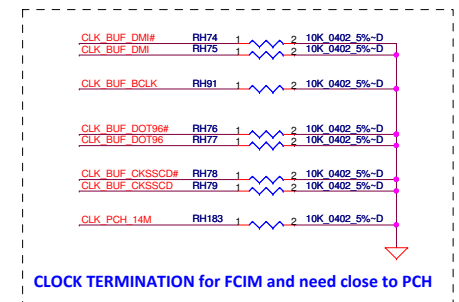 CLK_BUF_DMI# RH74 1 2 10K_0402_5%~D
CLK_BUF_DMI RH75 1 2 10K_0402_5%~D
CLK_BUF_BCLK RH91 1 2 10K_0402_5%~D
CLK_BUF_DOT96# RH76 1 2 10K_0402_5%~D
CLK_BUF_DOT96 RH77 1 2 10K_0402_5%~D
CLK_BUF_CKSSCD# RH78 1 2 10K_0402_5%~D
CLK_BUF_CKSSCD RH79 1 2 10K_0402_5%~D
CLK_PCH_14M RH183 1 2 10K_0402_5%~D
CLOCK TERMINATION for FCIM and need close to PCH